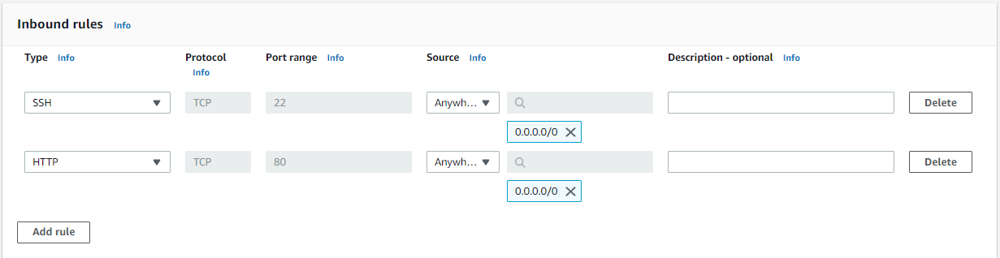 Inbound rules Info
Type Info Protocol Info Port range Info Source Info Description - optional Info
SSH TCP 22 Anywh... Delete
0.0.0.0/0
HTTP TCP 80 Anywh... Delete
0.0.0.0/0
Add rule